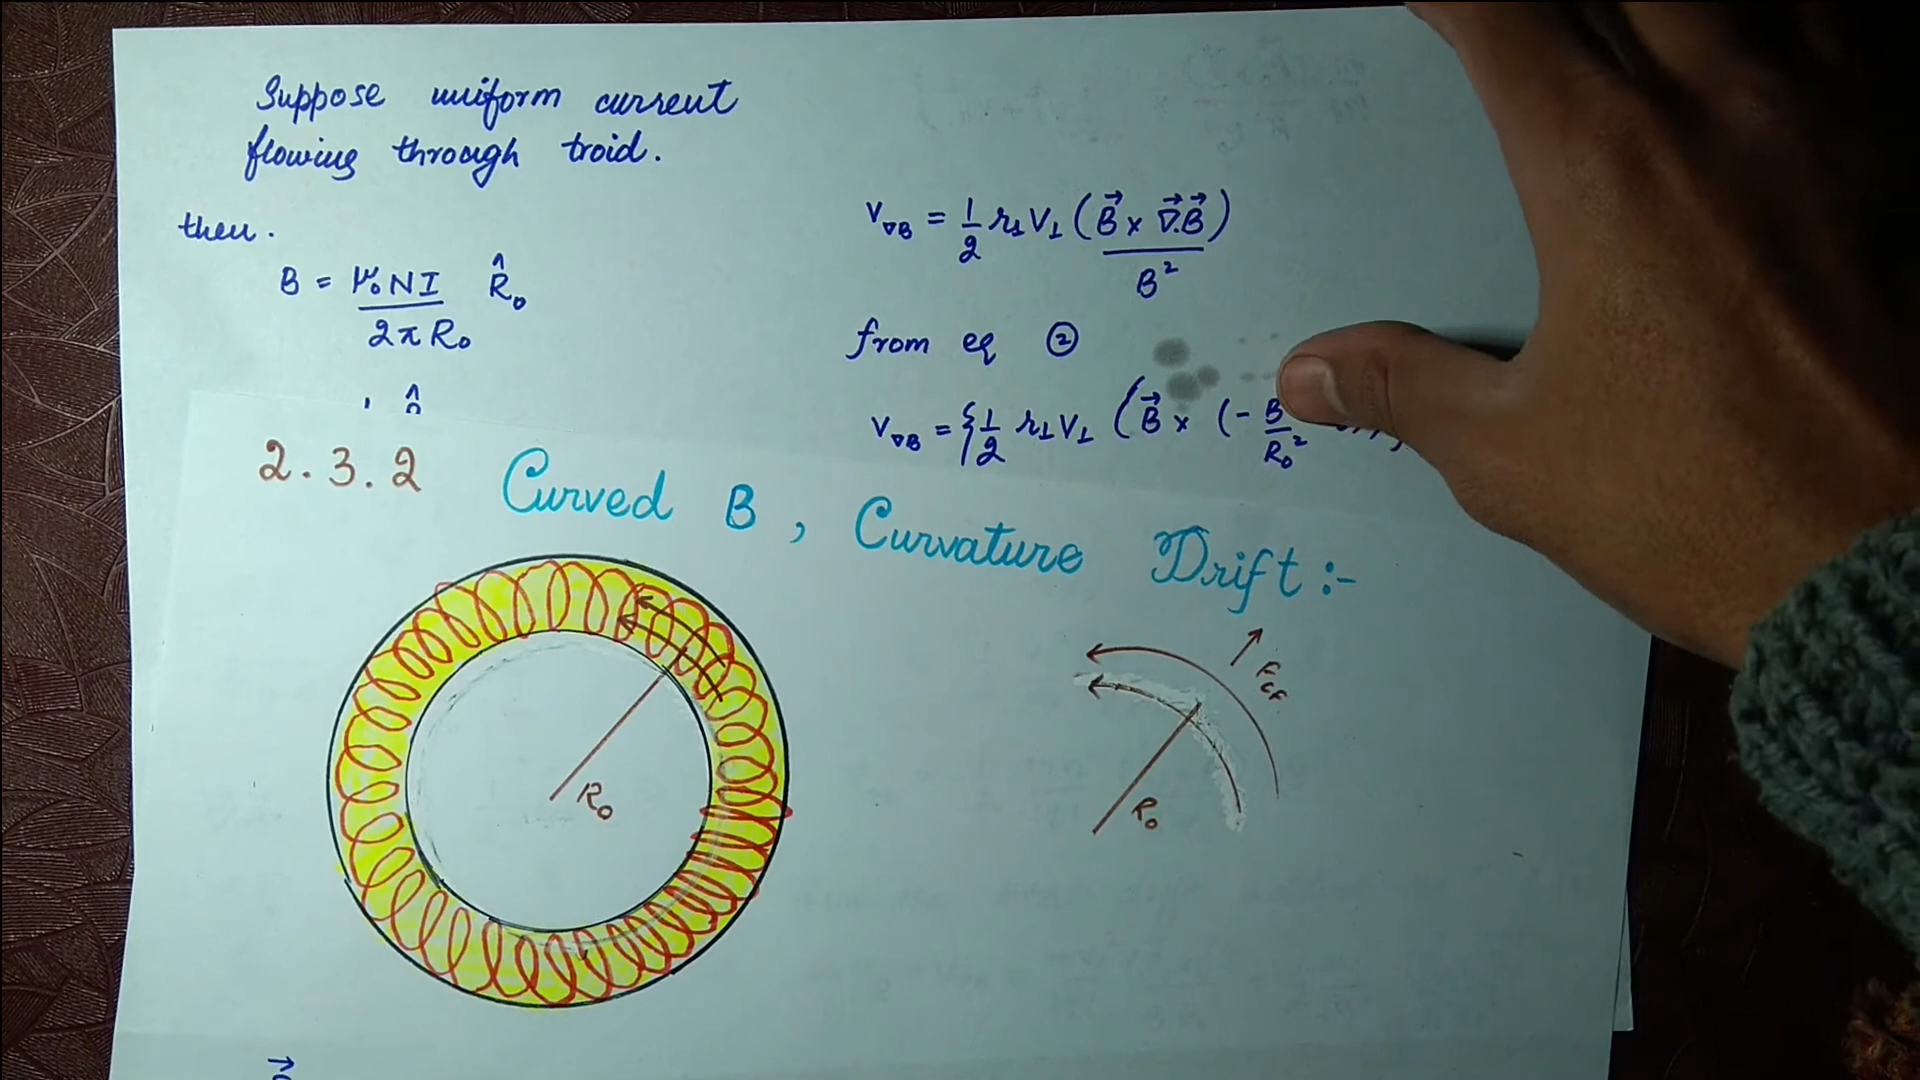 Suppose uniform current
flowing through troid.
then.
B = μ₀NI / 2πR₀ R̂₀
V∇B = 1/2 r⊥V⊥ (B⃗ × ∇⃗.B⃗) / B²
from eq ②
V∇B = {1/2 r⊥V⊥ (B⃗ × (- B/R₀²
2.3.2 Curved B, Curvature Drift :-
R₀
F_cf
R₀